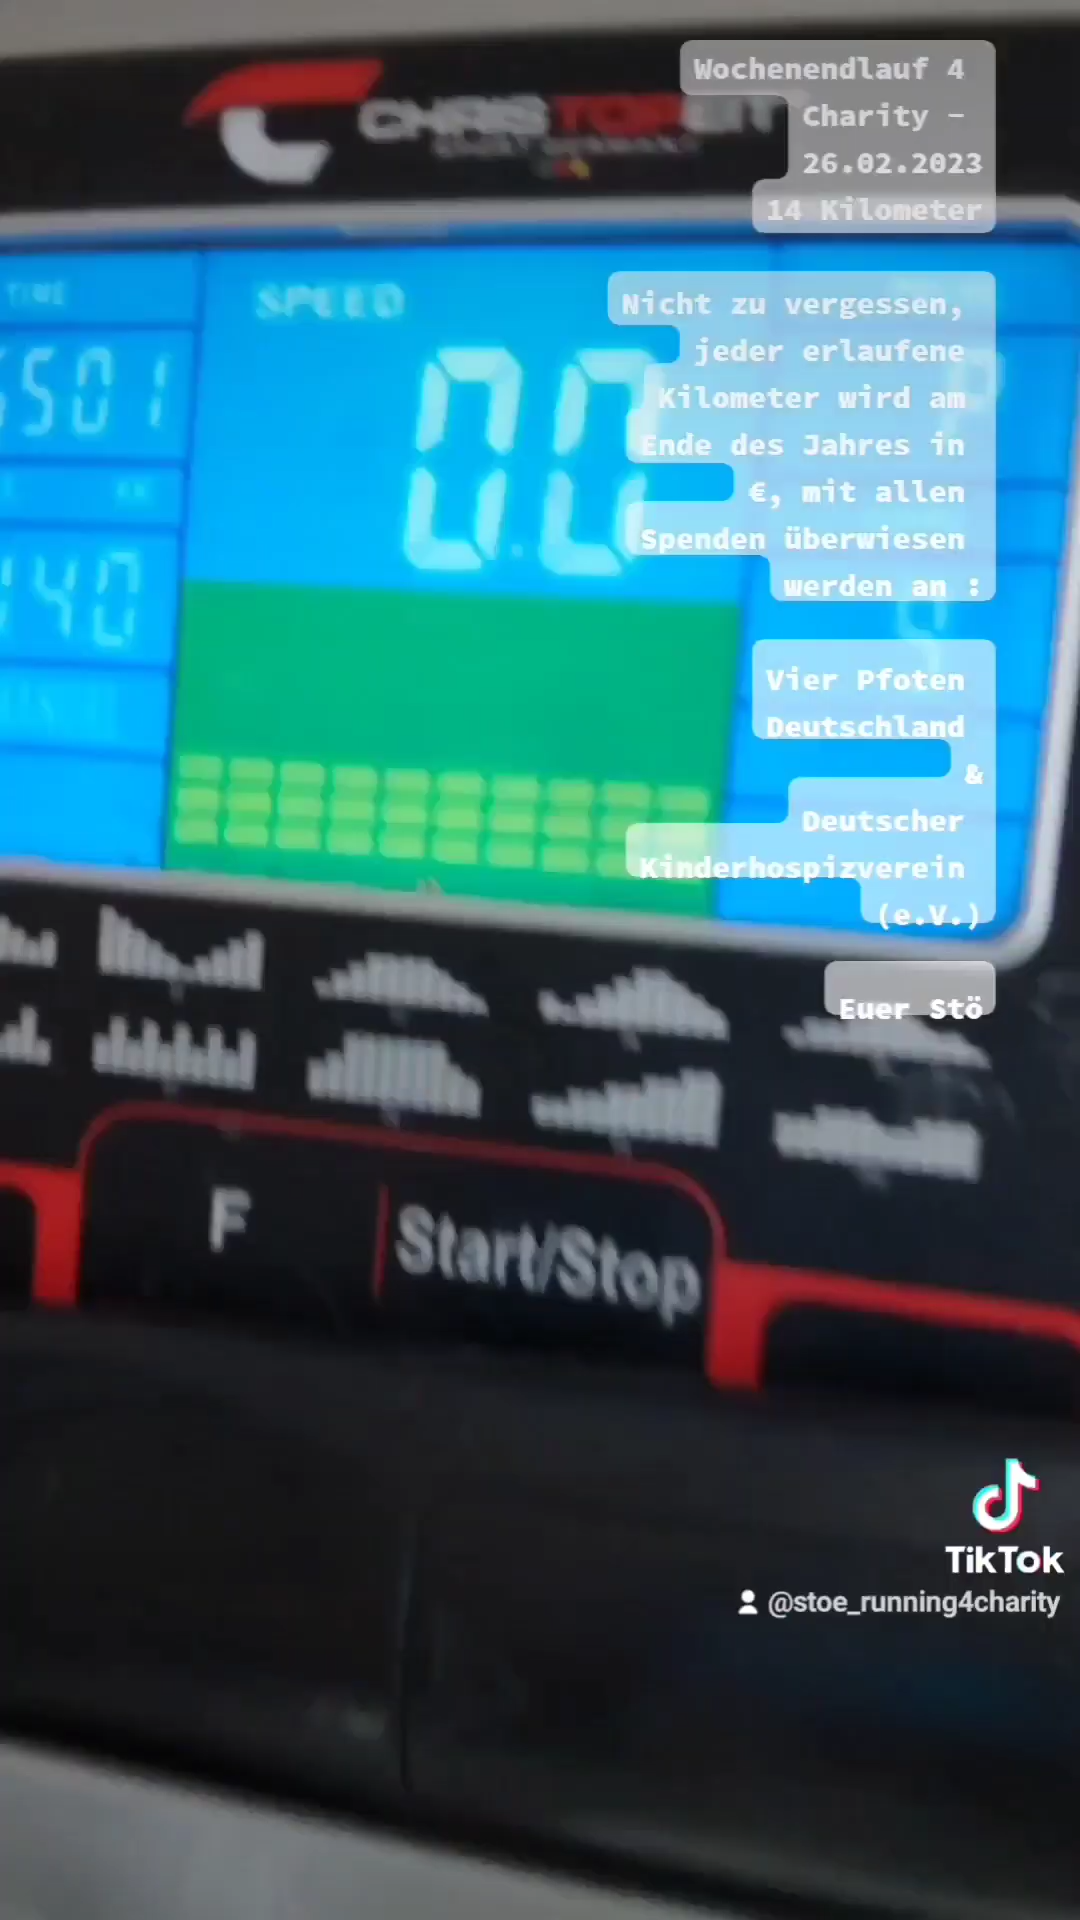 CHRISTOPEIT
Wochenendlauf 4
Charity -
26.02.2023
14 Kilometer
TIME
SPEED
0.0
Nicht zu vergessen,
jeder erlaufene
Kilometer wird am
Ende des Jahres in
€, mit allen
Spenden überwiesen
werden an :
Vier Pfoten
Deutschland
&
Deutscher
Kinderhospizverein
(e.V.)
Euer Stö
F
Start/Stop
TikTok
@stoe_running4charity